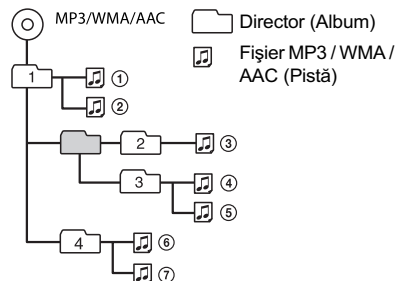 MP3/WMA/AAC
Director (Album)
Fişier MP3 / WMA /
AAC (Pistă)
1
①
②
2
③
3
④
⑤
4
⑥
⑦